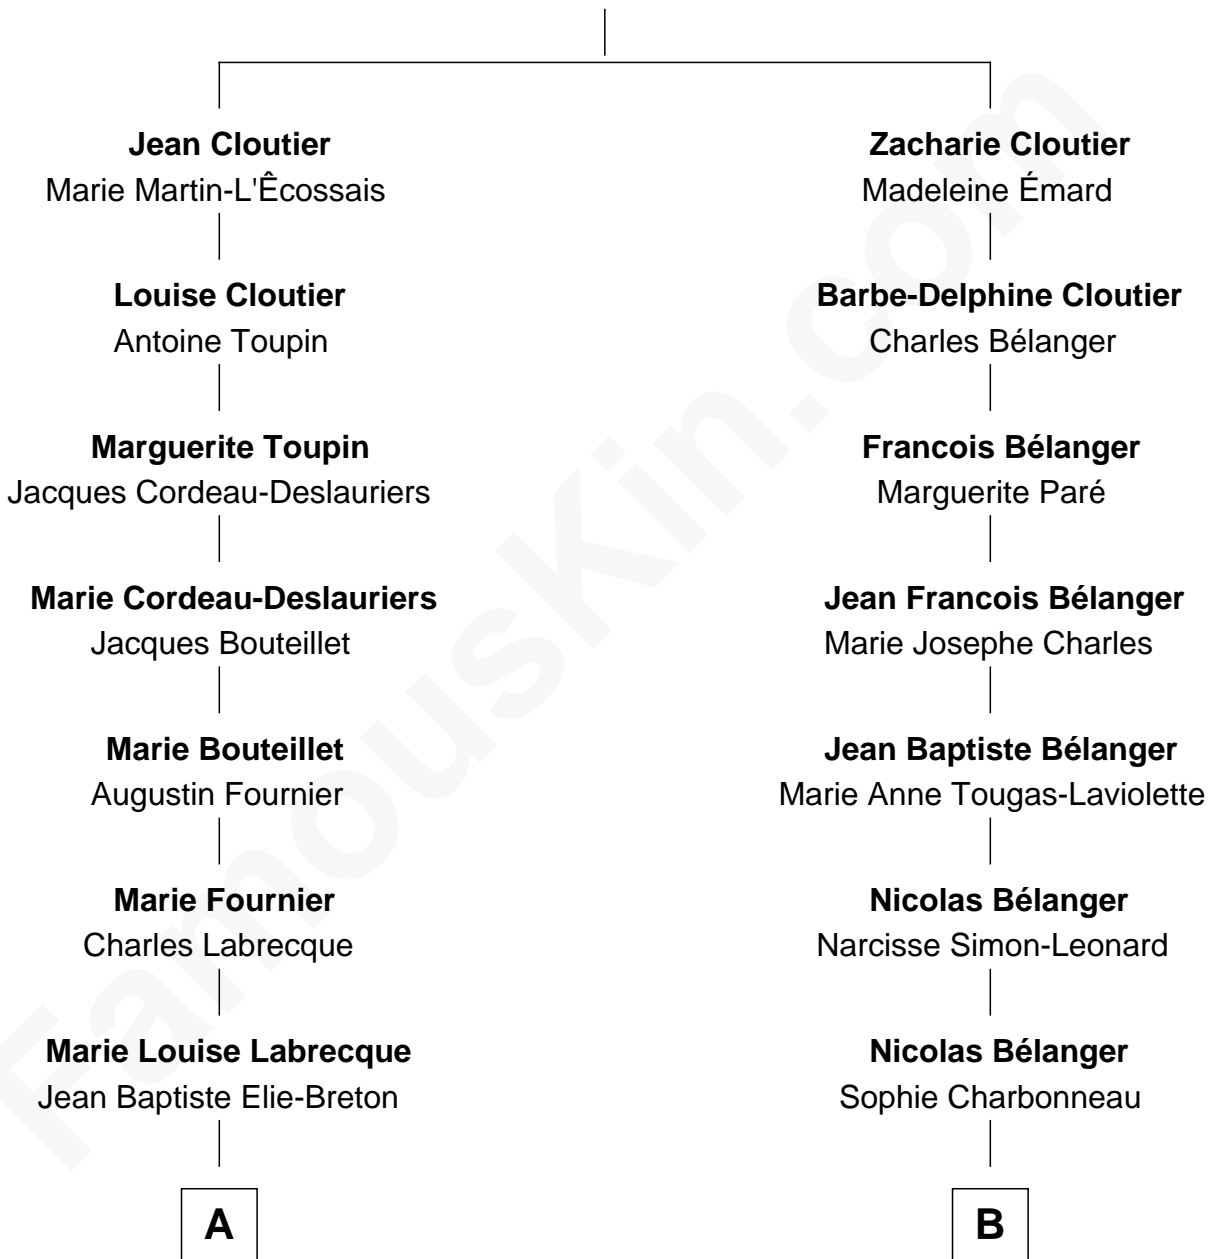 Jean Cloutier
Marie Martin-L'Êcossais
Louise Cloutier
Antoine Toupin
Marguerite Toupin
Jacques Cordeau-Deslauriers
Marie Cordeau-Deslauriers
Jacques Bouteillet
Marie Bouteillet
Augustin Fournier
Marie Fournier
Charles Labrecque
Marie Louise Labrecque
Jean Baptiste Elie-Breton
A
Zacharie Cloutier
Madeleine Émard
Barbe-Delphine Cloutier
Charles Bélanger
Francois Bélanger
Marguerite Paré
Jean Francois Bélanger
Marie Josephe Charles
Jean Baptiste Bélanger
Marie Anne Tougas-Laviolette
Nicolas Bélanger
Narcisse Simon-Leonard
Nicolas Bélanger
Sophie Charbonneau
B
FamousKin.com